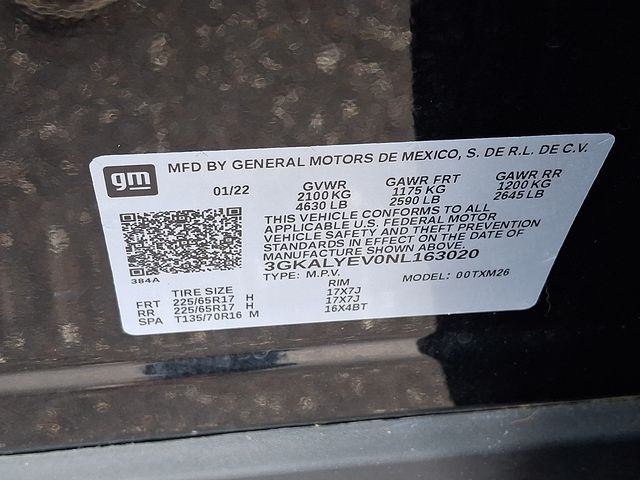 gm MFD BY GENERAL MOTORS DE MEXICO, S. DE R.L. DE C.V.
01/22 GVWR GAWR FRT GAWR RR
2100 KG 1175 KG 1200 KG
4630 LB 2590 LB 2645 LB
THIS VEHICLE CONFORMS TO ALL
APPLICABLE U.S. FEDERAL MOTOR
VEHICLE SAFETY AND THEFT PREVENTION
STANDARDS IN EFFECT ON THE DATE OF
MANUFACTURE SHOWN ABOVE.
3GKALYEV0NL163020
384A
TYPE: M.P.V. MODEL: 00TXM26
TIRE SIZE RIM
FRT 225/65R17 H 17X7J
RR 225/65R17 H 17X7J
SPA T135/70R16 M 16X4BT